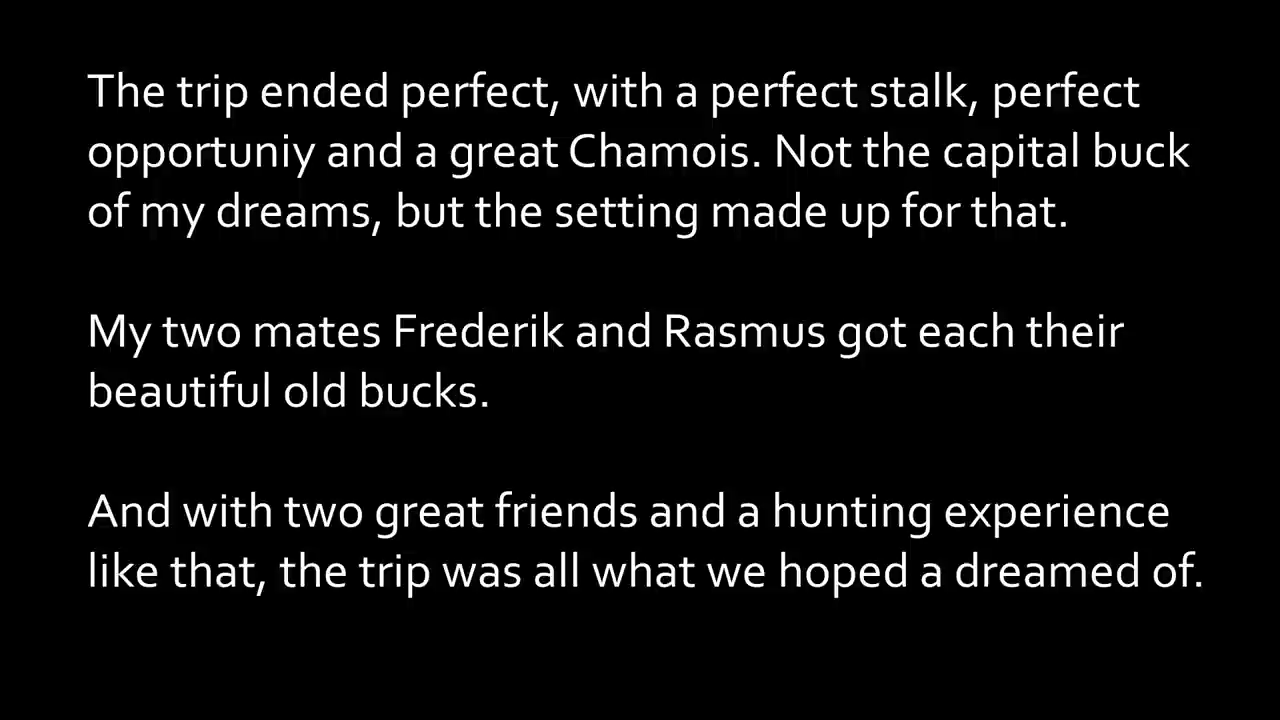 The trip ended perfect, with a perfect stalk, perfect
opportuniy and a great Chamois. Not the capital buck
of my dreams, but the setting made up for that.
My two mates Frederik and Rasmus got each their
beautiful old bucks.
And with two great friends and a hunting experience
like that, the trip was all what we hoped a dreamed of.